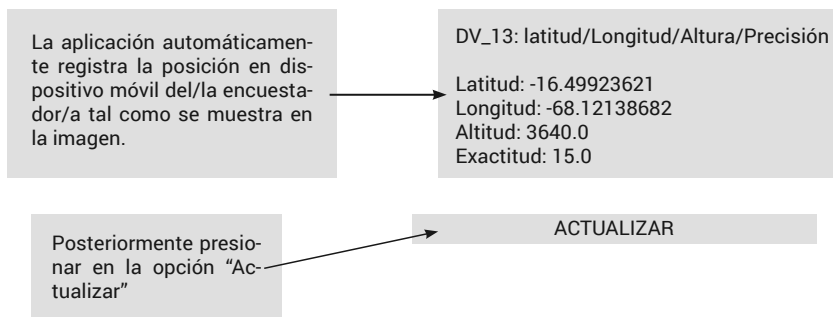 La aplicación automáticamen-
te registra la posición en dis-
positivo móvil del/la encuesta-
dor/a tal como se muestra en
la imagen.
DV_13: latitud/Longitud/Altura/Precisión
Latitud: -16.49923621
Longitud: -68.12138682
Altitud: 3640.0
Exactitud: 15.0
Posteriormente presio-
nar en la opción “Ac-
tualizar”
ACTUALIZAR